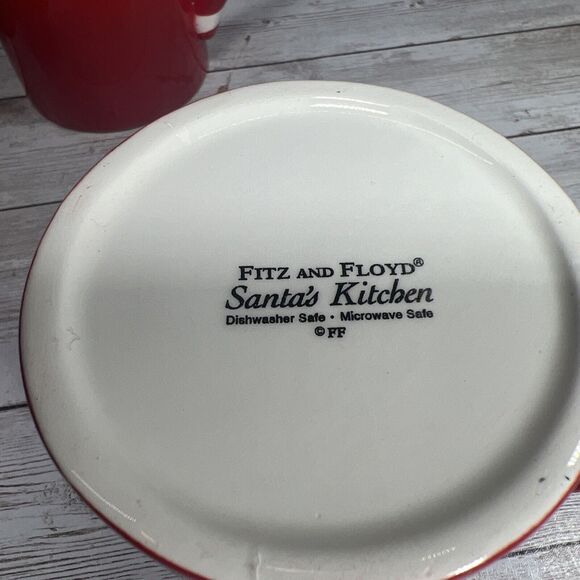 FITZ AND FLOYD®
Santa's Kitchen
Dishwasher Safe · Microwave Safe
© FF